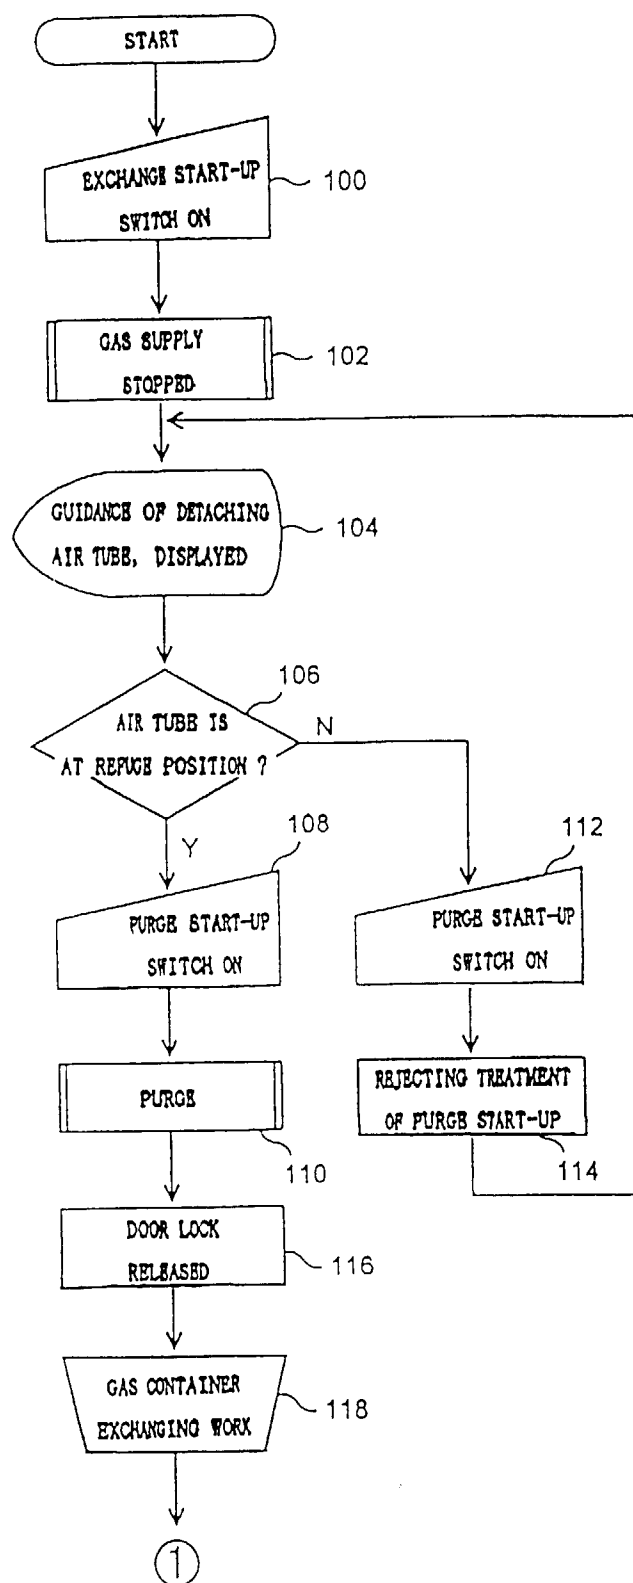 START
EXCHANGE START-UP
SWITCH ON
100
GAS SUPPLY
STOPPED
102
GUIDANCE OF DETACHING
AIR TUBE, DISPLAYED
104
106
AIR TUBE IS
AT REFUGE POSITION ?
N
Y
108
PURGE START-UP
SWITCH ON
112
PURGE START-UP
SWITCH ON
PURGE
110
REJECTING TREATMENT
OF PURGE START-UP
114
DOOR LOCK
RELEASED
116
GAS CONTAINER
EXCHANGING WORK
118
1